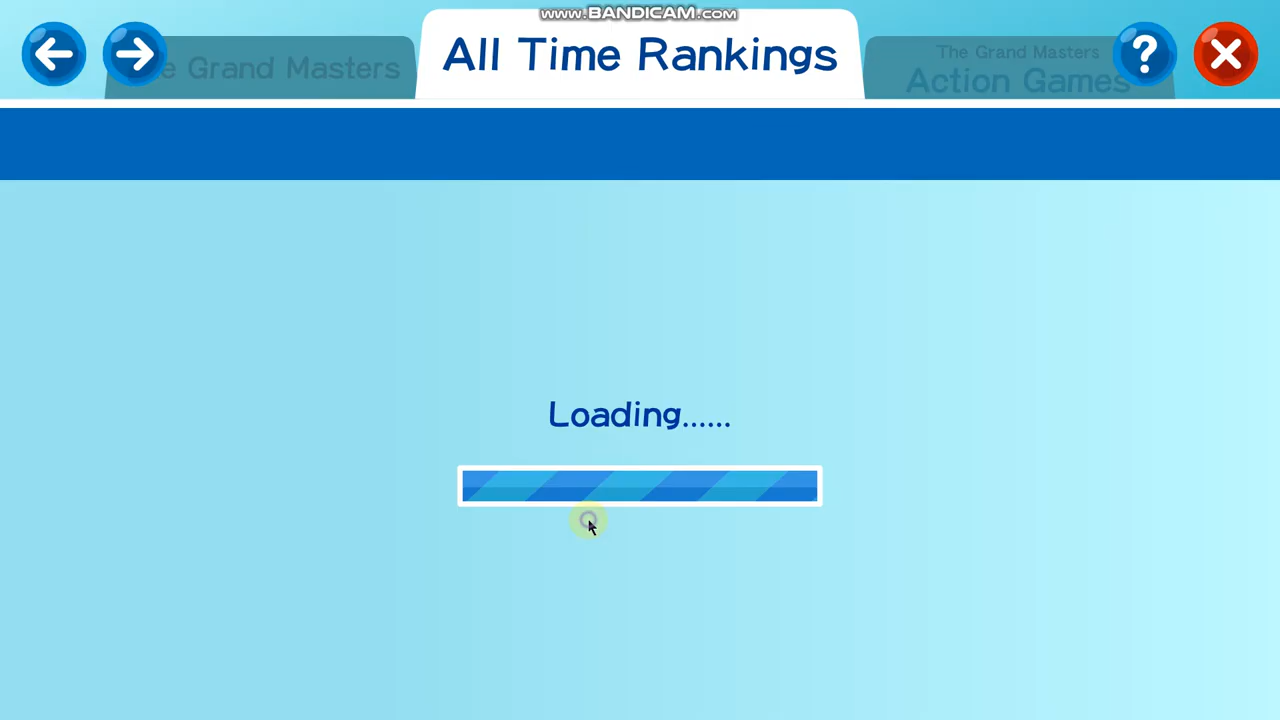 www.BANDICAM.com
All Time Rankings
e Grand Masters
The Grand Masters
Action Games
?
Loading......